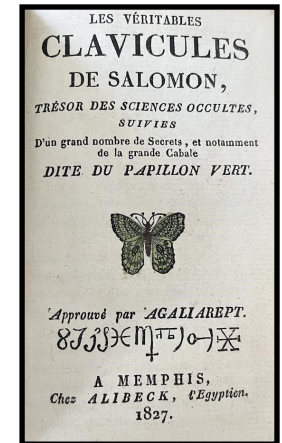 LES VÉRITABLES
CLAVICULES
DE SALOMON,
TRÉSOR DES SCIENCES OCCULTES,
SUIVIES
D'un grand nombre de Secrets, et notamment
de la grande Cabale
DITE DU PAPILLON VERT.
Approuvé par AGALIAREPT.
A MEMPHIS,
Chez ALIBECK, l'Egyptien.
1827.